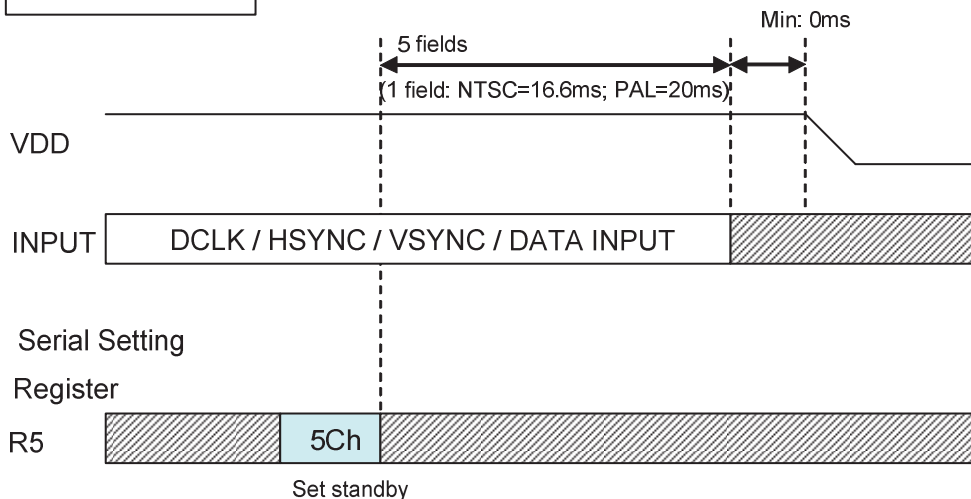 Min: 0ms
5 fields
(1 field: NTSC=16.6ms; PAL=20ms)
VDD
INPUT
DCLK / HSYNC / VSYNC / DATA INPUT
Serial Setting
Register
R5
5Ch
Set standby